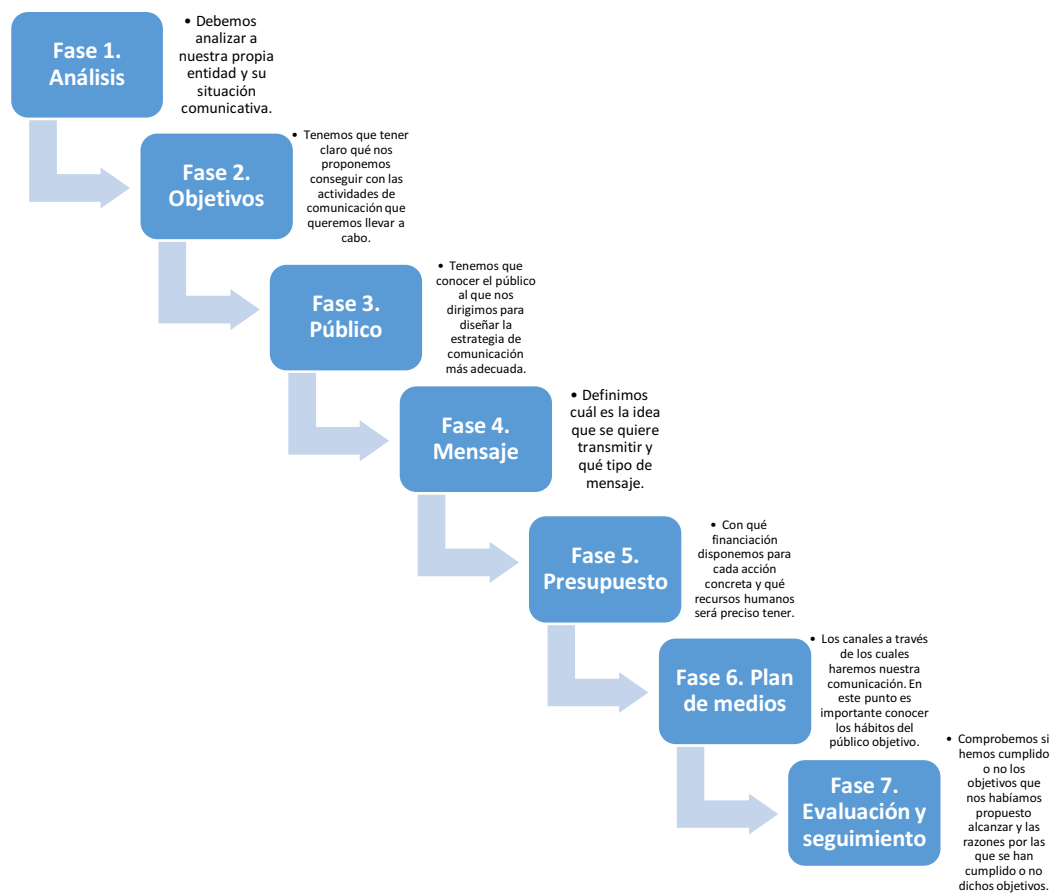 Fase 1.
Análisis
• Debemos
analizar a
nuestra propia
entidad y su
situación
comunicativa.
Fase 2.
Objetivos
• Tenemos que tener
claro qué nos
proponemos
conseguir con las
actividades de
comunicación que
queremos llevar a
cabo.
Fase 3.
Público
• Tenemos que
conocer el público
al que nos
dirigimos para
diseñar la
estrategia de
comunicación
más adecuada.
Fase 4.
Mensaje
• Definimos
cuál es la idea
que se quiere
transmitir y
qué tipo de
mensaje.
Fase 5.
Presupuesto
• Con qué
financiación
disponemos para
cada acción
concreta y qué
recursos humanos
será preciso tener.
Fase 6. Plan
de medios
• Los canales a través
de los cuales
haremos nuestra
comunicación. En
este punto es
importante conocer
los hábitos del
público objetivo.
Fase 7.
Evaluación y
seguimiento
• Comprobemos si
hemos cumplido
o no los
objetivos que
nos habíamos
propuesto
alcanzar y las
razones por las
que se han
cumplido o no
dichos objetivos.